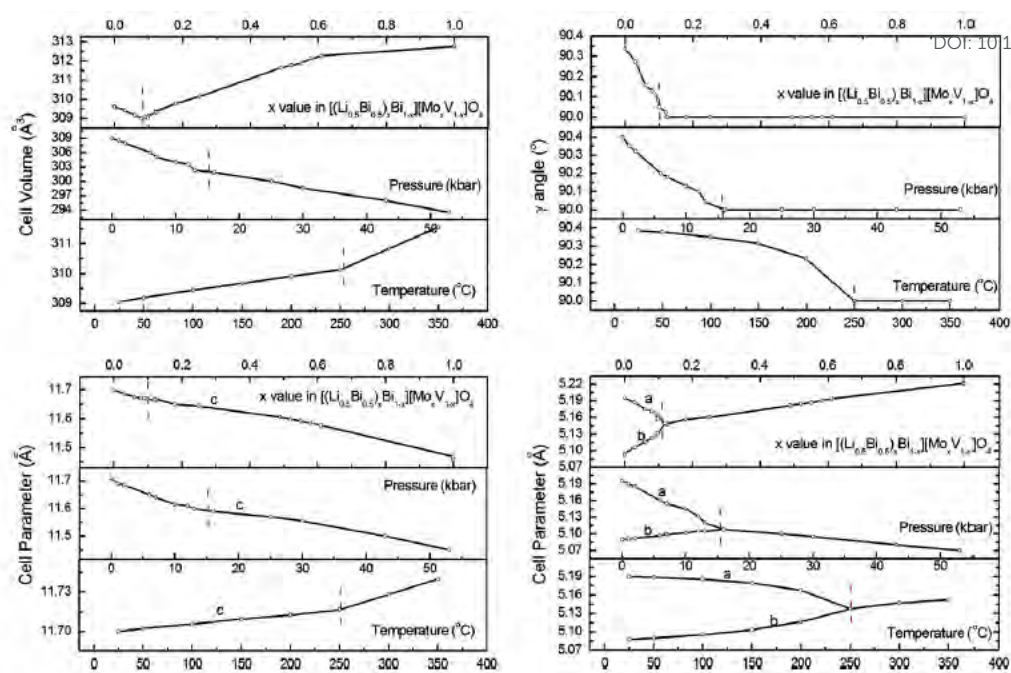 0.0 0.2 0.4 0.6 0.8 1.0
313
312
310
309
x value in [(Li0.5Bi0.5)xBi1-x][MoxV1-x]O4
309
306
303
300
297
294
Pressure (kbar)
0 10 20 30 40 50
311
310
309
Temperature (°C)
0 50 100 150 200 250 300 350 400
Cell Volume (Å3)
0.0 0.2 0.4 0.6 0.8 1.0
DOI: 10.1
90.4
90.3
90.2
90.1
90.0
x value in [(Li0.5Bi0.5)xBi1-x][MoxV1-x]O4
90.4
90.3
90.2
90.1
90.0
Pressure (kbar)
0 10 20 30 40 50
90.4
90.3
90.2
90.1
90.0
Temperature (°C)
0 50 100 150 200 250 300 350 400
γ angle (°)
0.0 0.2 0.4 0.6 0.8 1.0
11.7
11.6
11.5
c
x value in [(Li0.5Bi0.5)xBi1-x][MoxV1-x]O4
11.7
11.6
11.5
c
Pressure (kbar)
0 10 20 30 40 50
11.73
11.70
c
Temperature (°C)
0 50 100 150 200 250 300 350 400
Cell Parameter (Å)
0.0 0.2 0.4 0.6 0.8 1.0
5.22
5.19
5.16
5.13
5.10
5.07
a
b
x value in [(Li0.5Bi0.5)xBi1-x][MoxV1-x]O4
5.19
5.16
5.13
5.10
5.07
a
b
Pressure (kbar)
0 10 20 30 40 50
5.19
5.16
5.13
5.10
5.07
a
b
Temperature (°C)
0 50 100 150 200 250 300 350 400
Cell Parameter (Å)